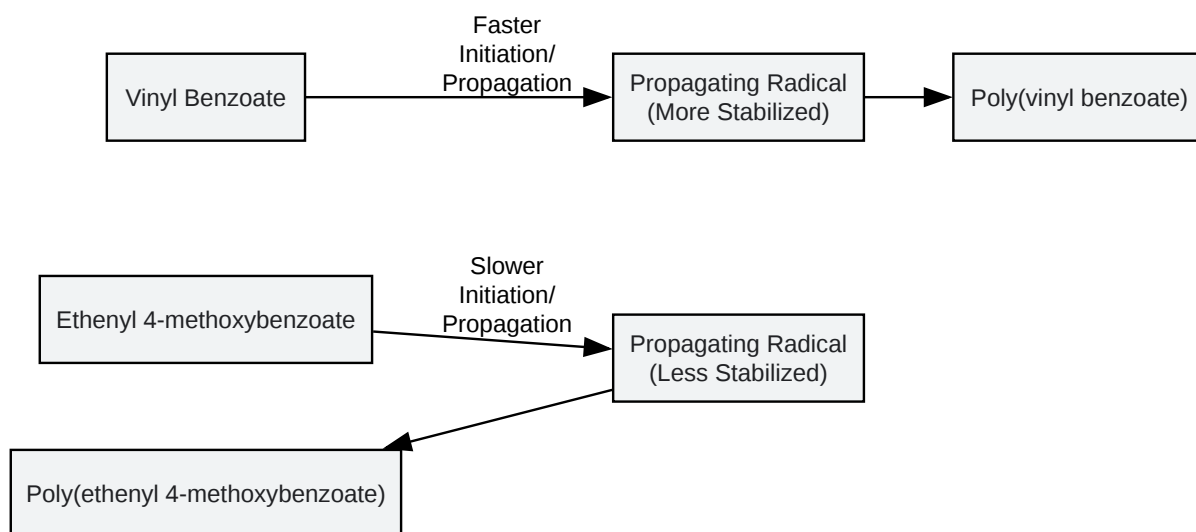 Faster
Initiation/
Propagation
Vinyl Benzoate
Propagating Radical
(More Stabilized)
Poly(vinyl benzoate)
Slower
Initiation/
Propagation
Ethenyl 4-methoxybenzoate
Propagating Radical
(Less Stabilized)
Poly(ethenyl 4-methoxybenzoate)